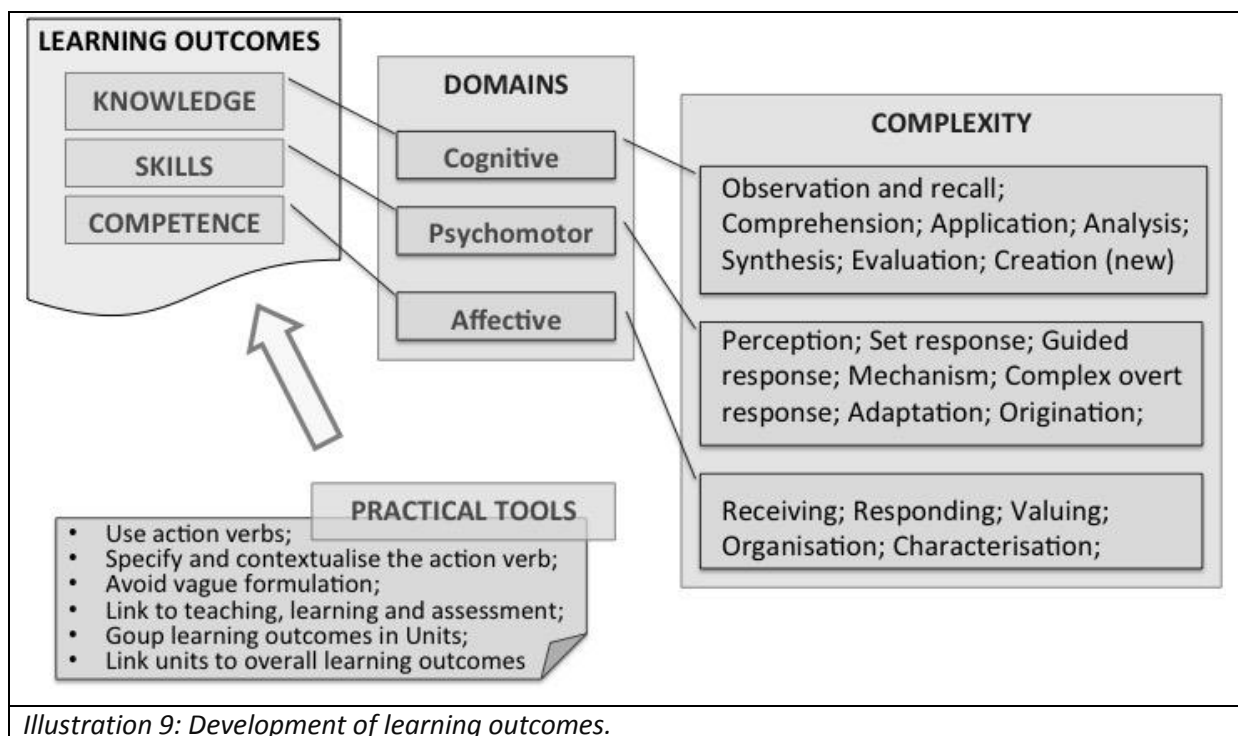 LEARNING OUTCOMES
KNOWLEDGE
SKILLS
COMPETENCE
DOMAINS
Cognitive
Psychomotor
Affective
COMPLEXITY
Observation and recall;
Comprehension; Application; Analysis;
Synthesis; Evaluation; Creation (new)
Perception; Set response; Guided
response; Mechanism; Complex overt
response; Adaptation; Origination;
Receiving; Responding; Valuing;
Organisation; Characterisation;
PRACTICAL TOOLS
• Use action verbs;
• Specify and contextualise the action verb;
• Avoid vague formulation;
• Link to teaching, learning and assessment;
• Goup learning outcomes in Units;
• Link units to overall learning outcomes
Illustration 9: Development of learning outcomes.